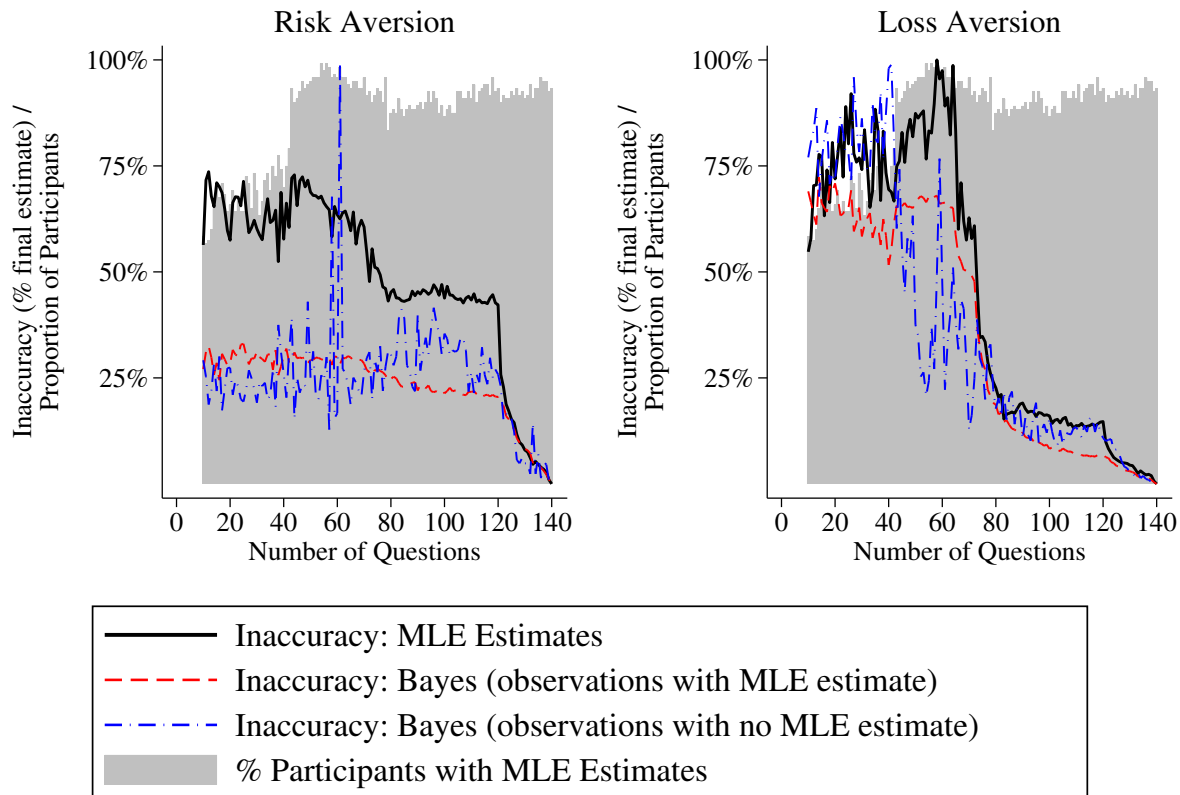 Risk Aversion
Inaccuracy (% final estimate) /
Proportion of Participants
100%
75%
50%
25%
0 20 40 60 80 100 120 140
Number of Questions
Loss Aversion
Inaccuracy (% final estimate) /
Proportion of Participants
100%
75%
50%
25%
0 20 40 60 80 100 120 140
Number of Questions
Inaccuracy: MLE Estimates
Inaccuracy: Bayes (observations with MLE estimate)
Inaccuracy: Bayes (observations with no MLE estimate)
% Participants with MLE Estimates